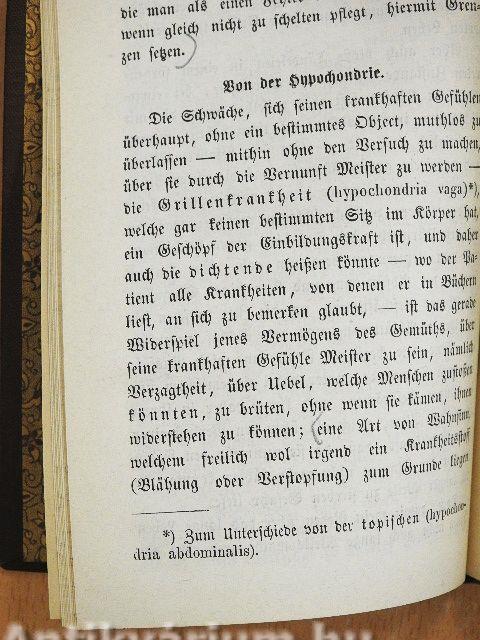 die man als einen
wenn gleich nicht zu schelten pflegt, hiermit Gren-
zen setzen.
Von der Hypochondrie.
Die Schwäche, sich seinen krankhaften Gefühlen
überhaupt, ohne ein bestimmtes Object, muthlos zu
überlassen — mithin ohne den Versuch zu machen,
über sie durch die Vernunft Meister zu werden —
die Grillenkrankheit (hypochondria vaga)*),
welche gar keinen bestimmten Sitz im Körper hat,
ein Geschöpf der Einbildungskraft ist, und daher
auch die dichtende heißen könnte — wo der Pa-
tient alle Krankheiten, von denen er in Büchern
liest, an sich zu bemerken glaubt, — ist das gerade
Widerspiel jenes Vermögens des Gemüths, über
seine krankhaften Gefühle Meister zu sein, nämlich
Verzagtheit, über Uebel, welche Menschen zustoßen
könnten, zu brüten, ohne wenn sie kämen, ihnen
widerstehen zu können; eine Art von Wahnsinn,
welchem freilich wol irgend ein Krankheitsstoff
(Blähung oder Verstopfung) zum Grunde liegen
*) Zum Unterschiede von der topischen (hypochon-
dria abdominalis).
Antikvárium.hu